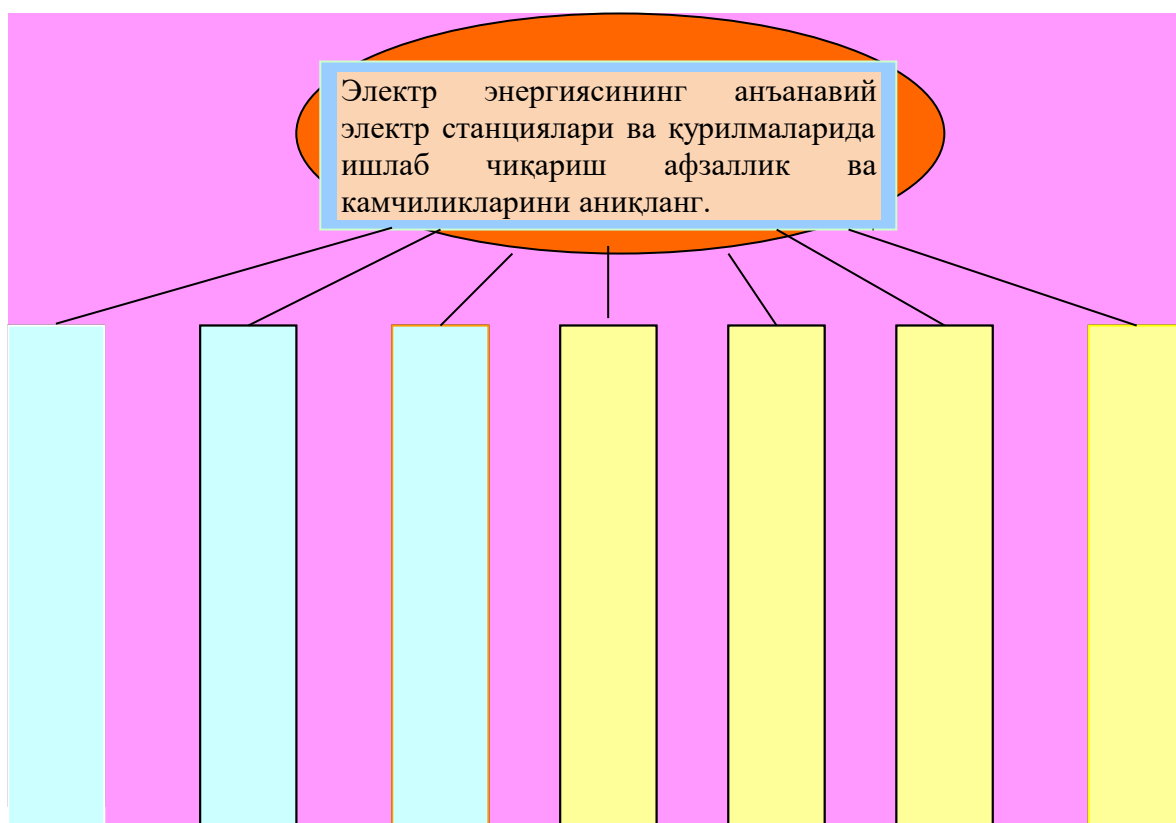 Электр энергиясининг анъанавий
электр станциялари ва қурилмаларида
ишлаб чиқариш афзаллик ва
камчиликларини аниқланг.